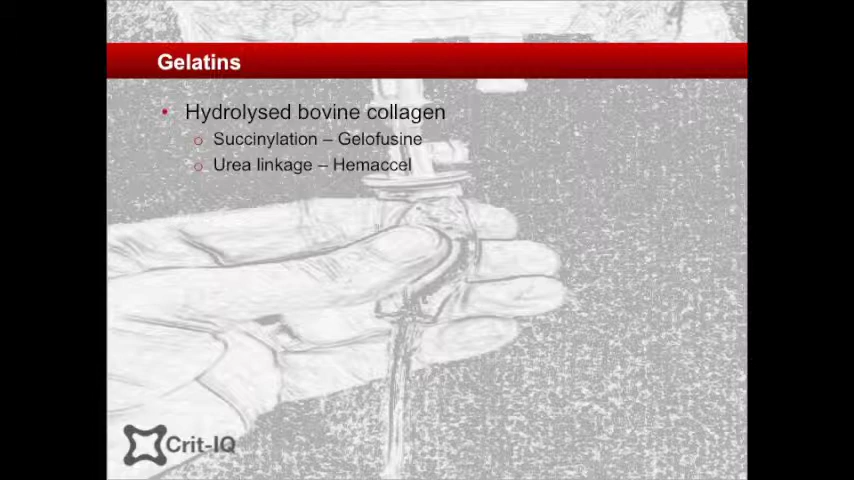 Gelatins
• Hydrolysed bovine collagen
o Succinylation – Gelofusine
o Urea linkage – Hemaccel
Crit-IQ